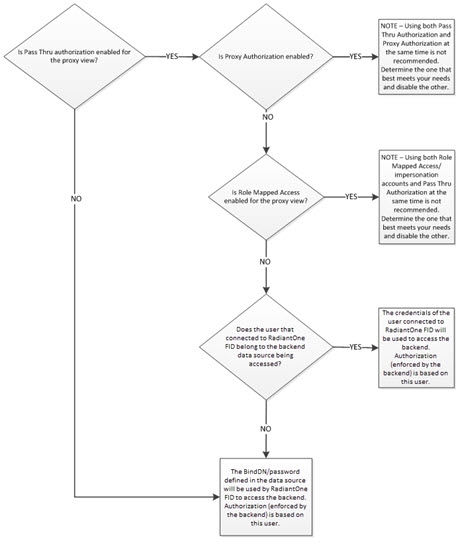 Is Pass Thru authorization enabled for
the proxy view?
YES
Is Proxy Authorization enabled?
YES
NOTE – Using both Pass
Thru Authorization and
Proxy Authorization at
the same time is not
recommended.
Determine the one that
best meets your needs
and disable the other.
NO
Is Role Mapped Access
enabled for the proxy view?
YES
NOTE – Using both Role
Mapped Access/
impersonation
accounts and Pass Thru
Authorization at the
same time is not
recommended.
Determine the one that
best meets your needs
and disable the other.
NO
NO
Does the user that
connected to RadiantOne
FID belong to the backend
data source being
accessed?
YES
The credentials of the
user connected to
RadiantOne FID will
be used to access the
backend.
Authorization
(enforced by the
backend) is based on
this user.
NO
The BindDN/password
defined in the data source
will be used by RadiantOne
FID to access the backend.
Authorization (enforced by
the backend) is based on
this user.